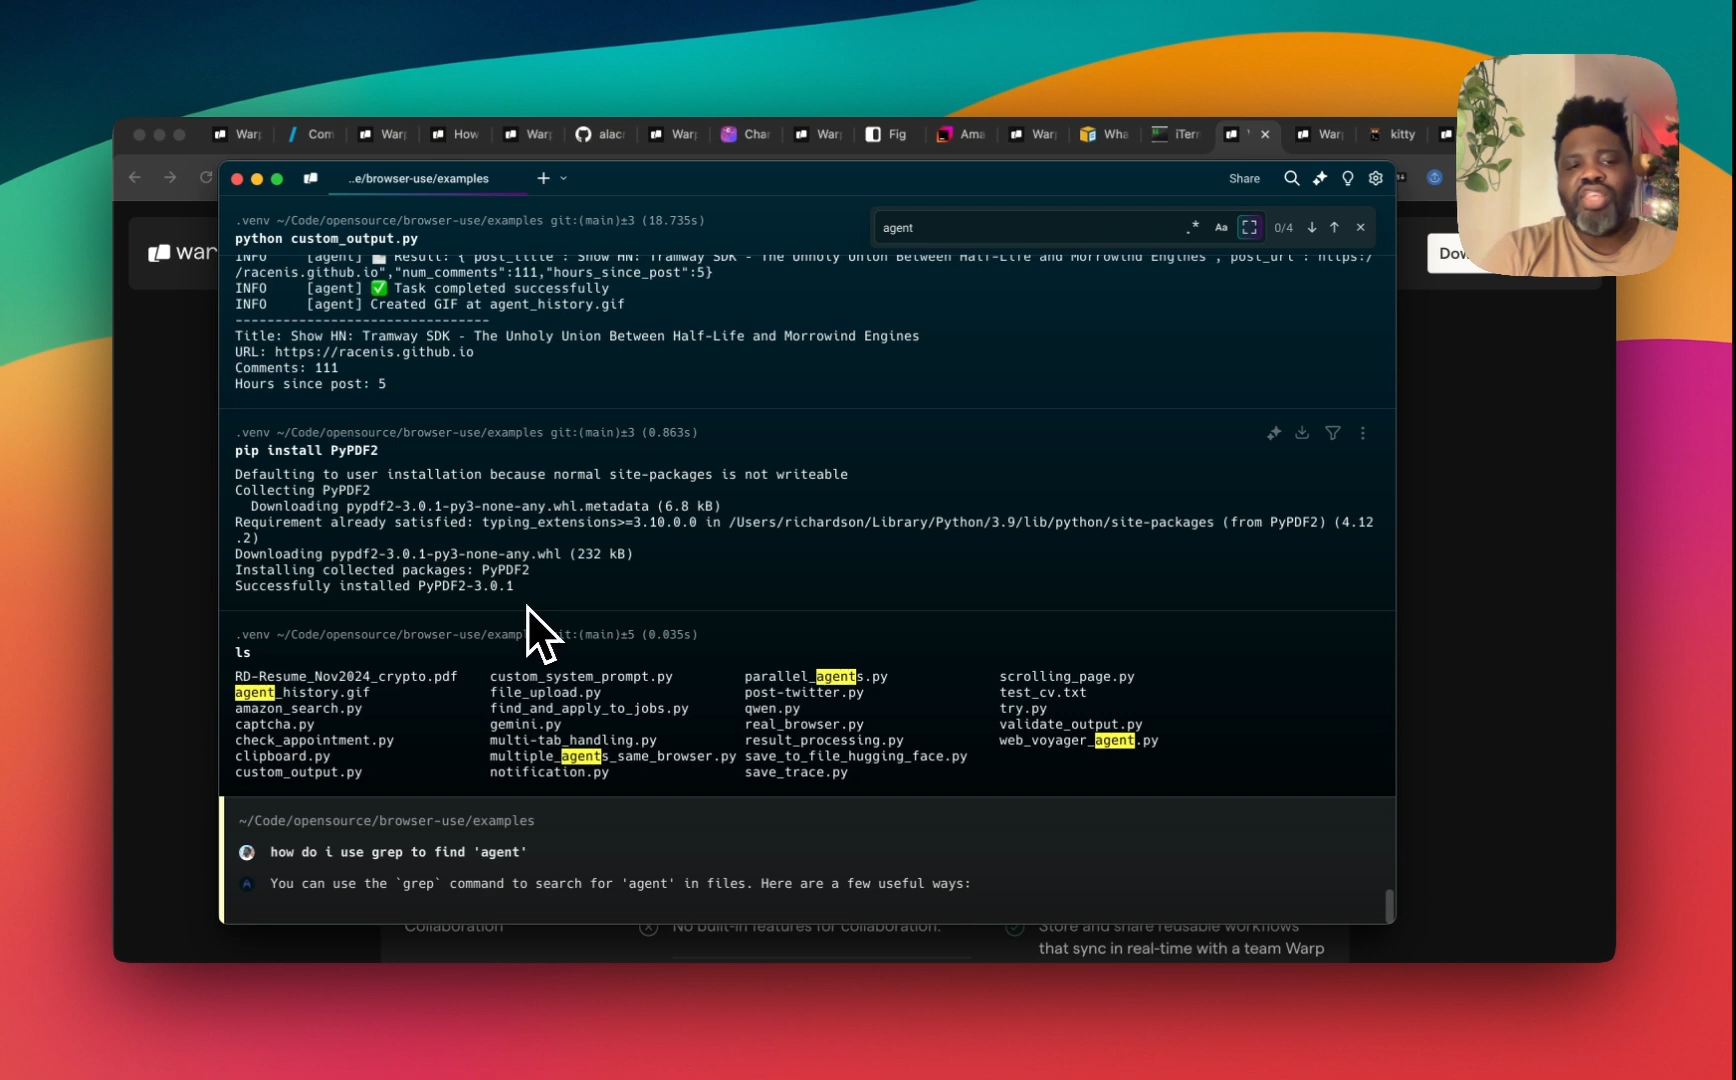 War
Com
War
How
War
alac
War
Char
War
Fig
Ama
War
Wha
iTerr
War
kitty
..e/browser-use/examples
Share
war
Dow
agent
.*
Aa
0/4
.venv ~/Code/opensource/browser-use/examples git:(main)±3 (18.735s)
python custom_output.py
INFO [agent] 📄 Result: {"post_title":"Show HN: Tramway SDK - The Unholy Union Between Half-Life and Morrowind Engines","post_url":"https:/
/racenis.github.io","num_comments":111,"hours_since_post":5}
INFO [agent] ✅ Task completed successfully
INFO [agent] Created GIF at agent_history.gif
--------------------------------
Title: Show HN: Tramway SDK - The Unholy Union Between Half-Life and Morrowind Engines
URL: https://racenis.github.io
Comments: 111
Hours since post: 5
.venv ~/Code/opensource/browser-use/examples git:(main)±3 (0.863s)
pip install PyPDF2
Defaulting to user installation because normal site-packages is not writeable
Collecting PyPDF2
Downloading pypdf2-3.0.1-py3-none-any.whl.metadata (6.8 kB)
Requirement already satisfied: typing_extensions>=3.10.0.0 in /Users/richardson/Library/Python/3.9/lib/python/site-packages (from PyPDF2) (4.12
.2)
Downloading pypdf2-3.0.1-py3-none-any.whl (232 kB)
Installing collected packages: PyPDF2
Successfully installed PyPDF2-3.0.1
.venv ~/Code/opensource/browser-use/exampl it:(main)±5 (0.035s)
ls
RD-Resume_Nov2024_crypto.pdf custom_system_prompt.py parallel_agents.py scrolling_page.py
agent_history.gif file_upload.py post-twitter.py test_cv.txt
amazon_search.py find_and_apply_to_jobs.py qwen.py try.py
captcha.py gemini.py real_browser.py validate_output.py
check_appointment.py multi-tab_handling.py result_processing.py web_voyager_agent.py
clipboard.py multiple_agents_same_browser.py save_to_file_hugging_face.py
custom_output.py notification.py save_trace.py
~/Code/opensource/browser-use/examples
how do i use grep to find 'agent'
You can use the `grep` command to search for 'agent' in files. Here are a few useful ways:
Collaboration
No built-in features for collaboration.
Store and share reusable workflows
that sync in real-time with a team Warp